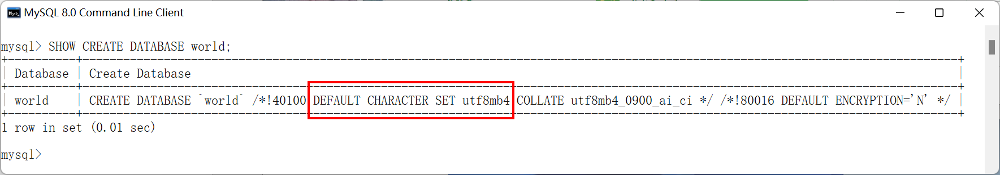 MySQL 8.0 Command Line Client
mysql> SHOW CREATE DATABASE world;
+----------+---------------------------------------------------------------------------------------------------------------------------------+
| Database | Create Database                                                                                                                 |
+----------+---------------------------------------------------------------------------------------------------------------------------------+
| world    | CREATE DATABASE `world` /*!40100 DEFAULT CHARACTER SET utf8mb4 COLLATE utf8mb4_0900_ai_ci */ /*!80016 DEFAULT ENCRYPTION='N' */ |
+----------+---------------------------------------------------------------------------------------------------------------------------------+
1 row in set (0.01 sec)
mysql>